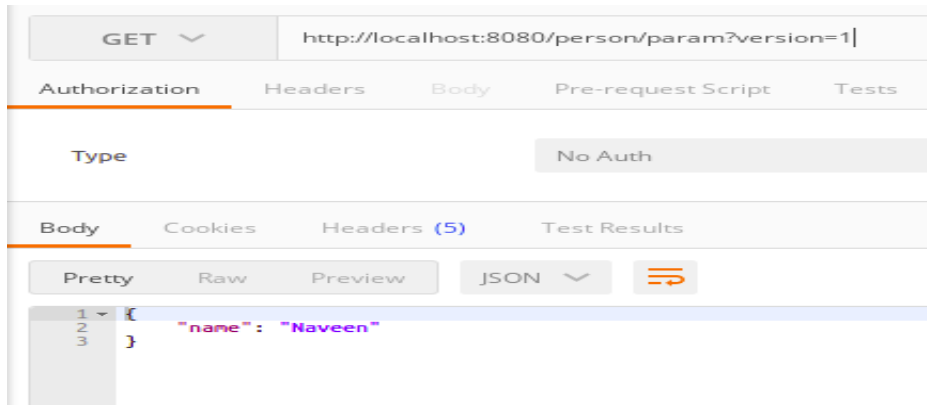 GET http://localhost:8080/person/param?version=1
Authorization Headers Body Pre-request Script Tests
Type No Auth
Body Cookies Headers (5) Test Results
Pretty Raw Preview JSON
1 {
2 "name": "Naveen"
3 }